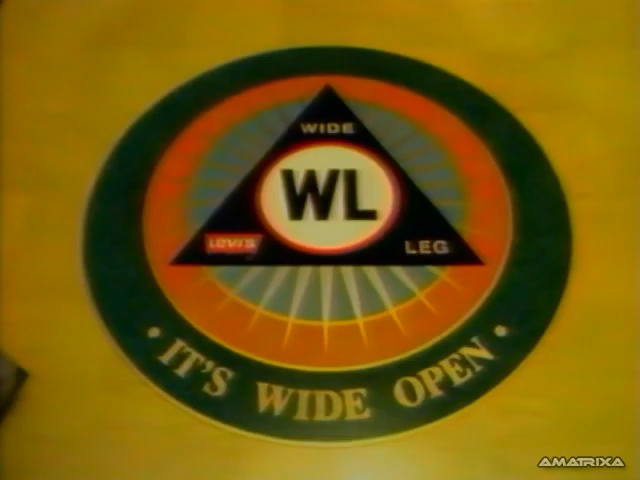 WIDE
WL
LEVI'S
LEG
• IT'S WIDE OPEN •
AMATRIXA